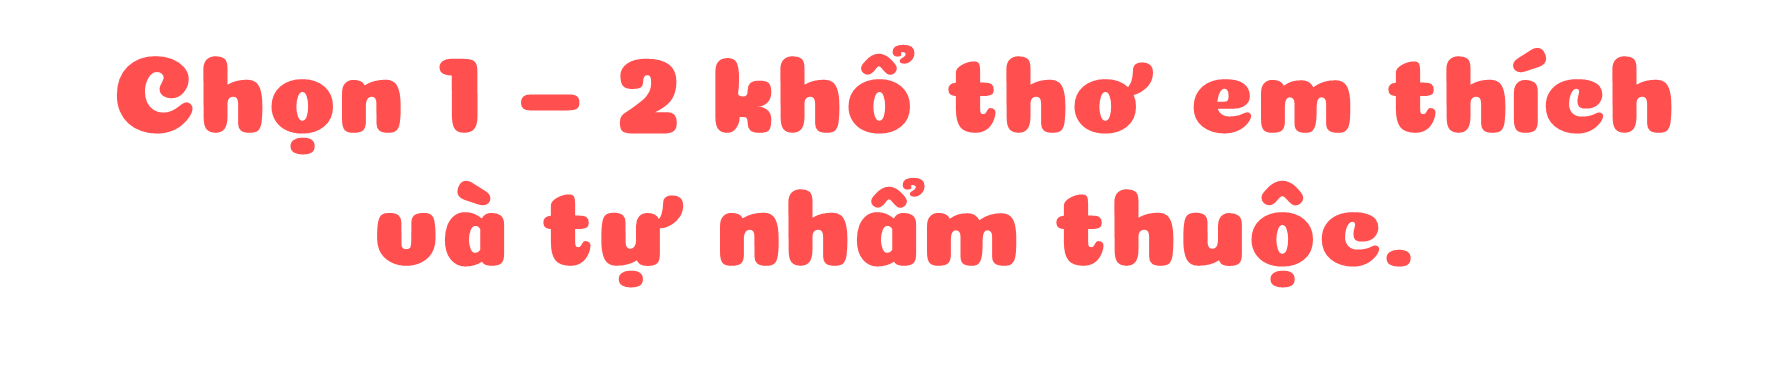 Chọn 1 – 2 khổ thơ em thích
và tự nhẩm thuộc.